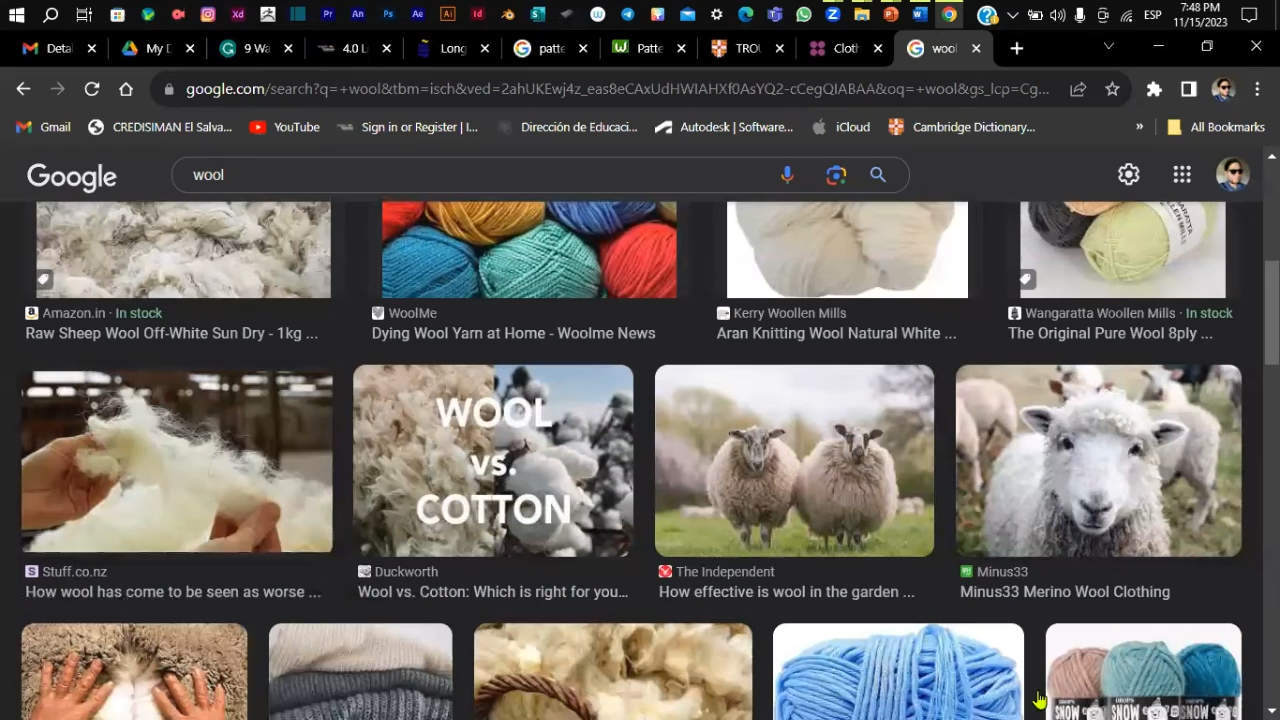 7:48 PM
ESP
11/15/2023
Detai
My D
9 Wa
4.0 L
Long
patte
Patte
TROU
Cloth
wool
google.com/search?q=+wool&tbm=isch&ved=2ahUKEwj4z_eas8eCAxUdHWIAHXf0AsYQ2-cCegQIABAA&oq=+wool&gs_lcp=Cg...
Gmail
CREDISIMAN El Salva...
YouTube
Sign in or Register | I...
Dirección de Educaci...
Autodesk | Software...
iCloud
Cambridge Dictionary...
»
All Bookmarks
Google
wool
Amazon.in · In stock
Raw Sheep Wool Off-White Sun Dry - 1kg ...
WoolMe
Dying Wool Yarn at Home - Woolme News
Kerry Woollen Mills
Aran Knitting Wool Natural White ...
Wangaratta Woollen Mills · In stock
The Original Pure Wool 8ply ...
WOOL
vs.
COTTON
Stuff.co.nz
How wool has come to be seen as worse ...
Duckworth
Wool vs. Cotton: Which is right for you...
The Independent
How effective is wool in the garden ...
Minus33
Minus33 Merino Wool Clothing
SNOW
SNOW
SNOW